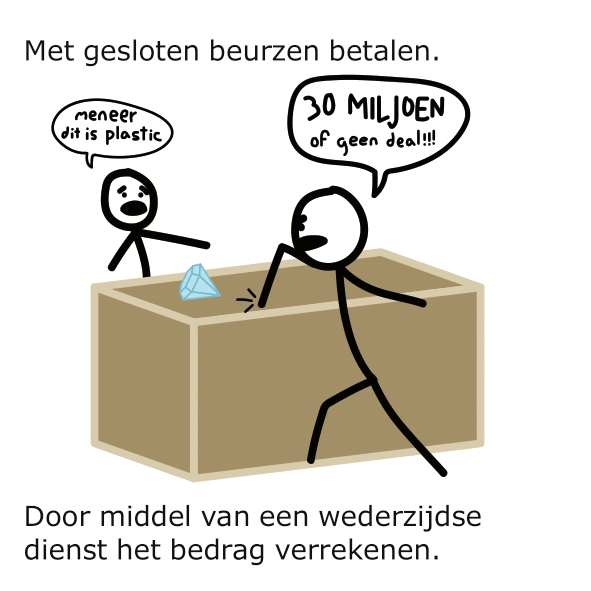 Met gesloten beurzen betalen.
meneer
dit is plastic
30 MILJOEN
of geen deal!!!
Door middel van een wederzijdse
dienst het bedrag verrekenen.